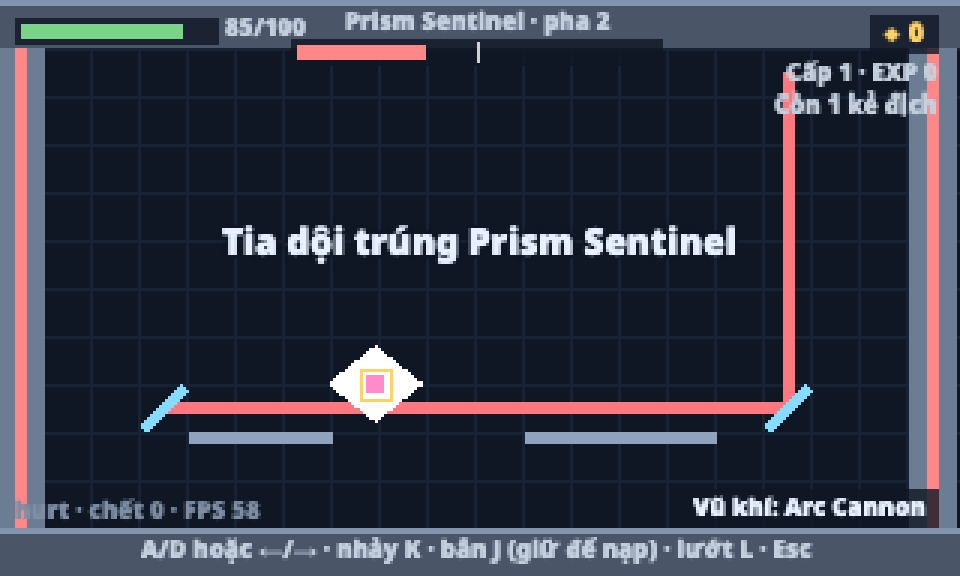 85/100
Prism Sentinel · pha 2
0
Cấp 1 · EXP 0
Còn 1 kẻ địch
Tia dội trúng Prism Sentinel
hurt · chết 0 · FPS 58
Vũ khí: Arc Cannon
A/D hoặc ←/→ · nhảy K · bắn J (giữ để nạp) · lướt L · Esc